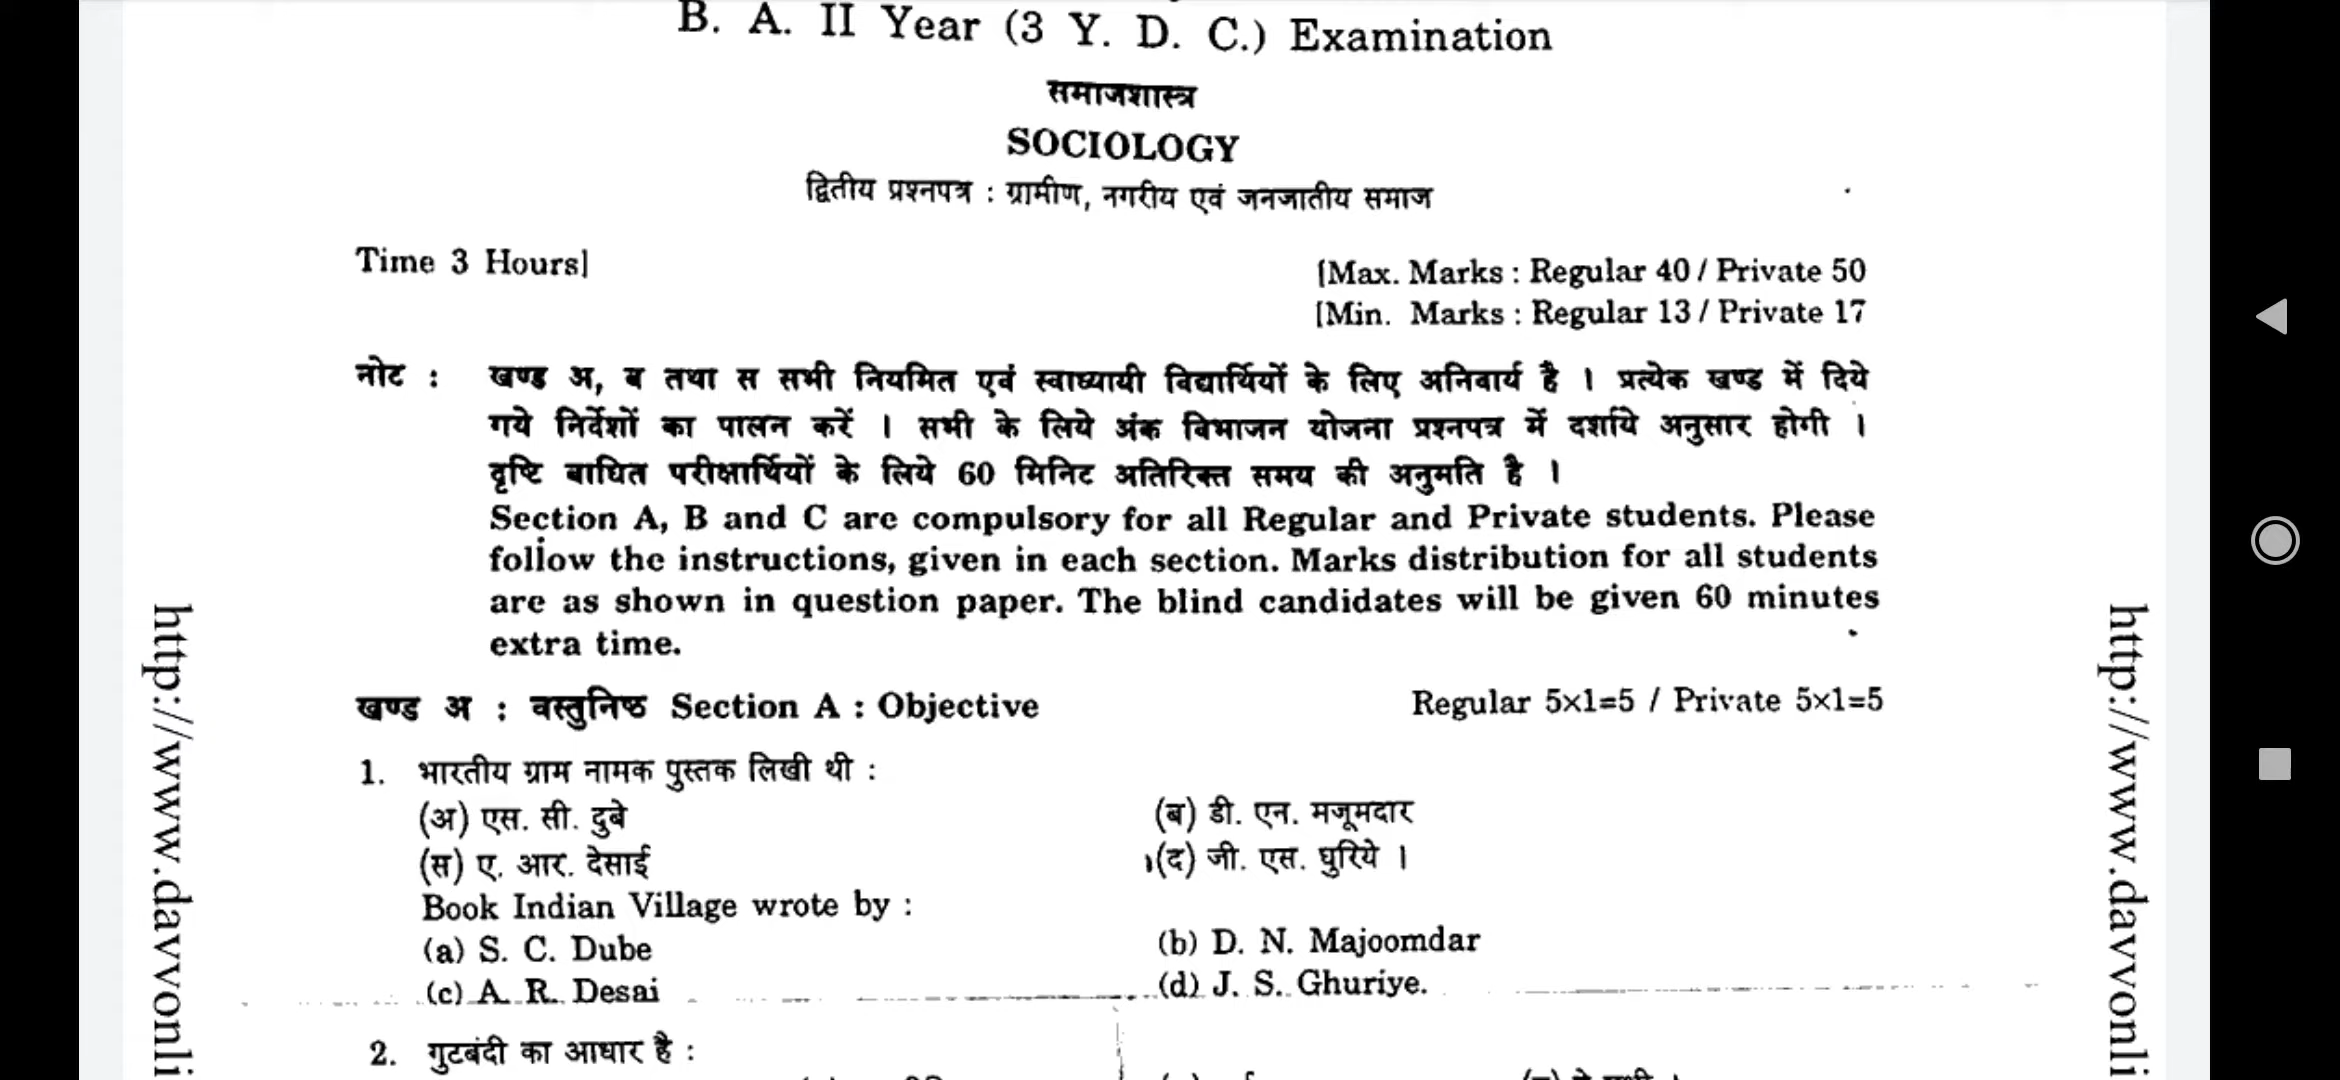 B. A. II Year (3 Y. D. C.) Examination
समाजशास्त्र
SOCIOLOGY
द्वितीय प्रश्नपत्र : ग्रामीण, नगरीय एवं जनजातीय समाज
Time 3 Hours]
[Max. Marks : Regular 40 / Private 50
[Min. Marks : Regular 13 / Private 17
नोट : खण्ड अ, ब तथा स सभी नियमित एवं स्वाध्यायी विद्यार्थियों के लिए अनिवार्य है । प्रत्येक खण्ड में दिये
गये निर्देशों का पालन करें । सभी के लिये अंक विभाजन योजना प्रश्नपत्र में दर्शाये अनुसार होगी ।
दृष्टि बाधित परीक्षार्थियों के लिये 60 मिनिट अतिरिक्त समय की अनुमति है ।
Section A, B and C are compulsory for all Regular and Private students. Please
follow the instructions, given in each section. Marks distribution for all students
are as shown in question paper. The blind candidates will be given 60 minutes
extra time.
खण्ड अ : वस्तुनिष्ठ Section A : Objective Regular 5×1=5 / Private 5×1=5
1. भारतीय ग्राम नामक पुस्तक लिखी थी :
(अ) एस. सी. दुबे (ब) डी. एन. मजूमदार
(स) ए. आर. देसाई (द) जी. एस. घुरिये ।
Book Indian Village wrote by :
(a) S. C. Dube (b) D. N. Majoomdar
(c) A. R. Desai (d) J. S. Ghuriye.
2. गुटबंदी का आधार है :
http://www.davvonli
http://www.davvonli